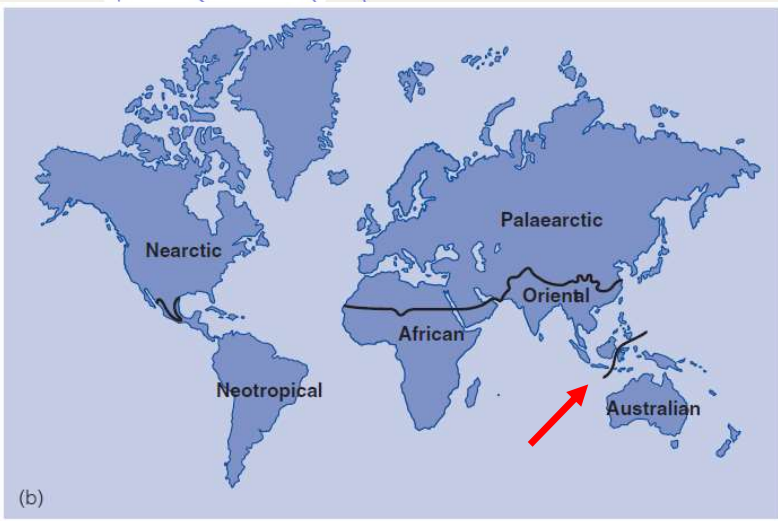 Palaearctic
Nearctic
Oriental
African
Neotropical
Australian
(b)